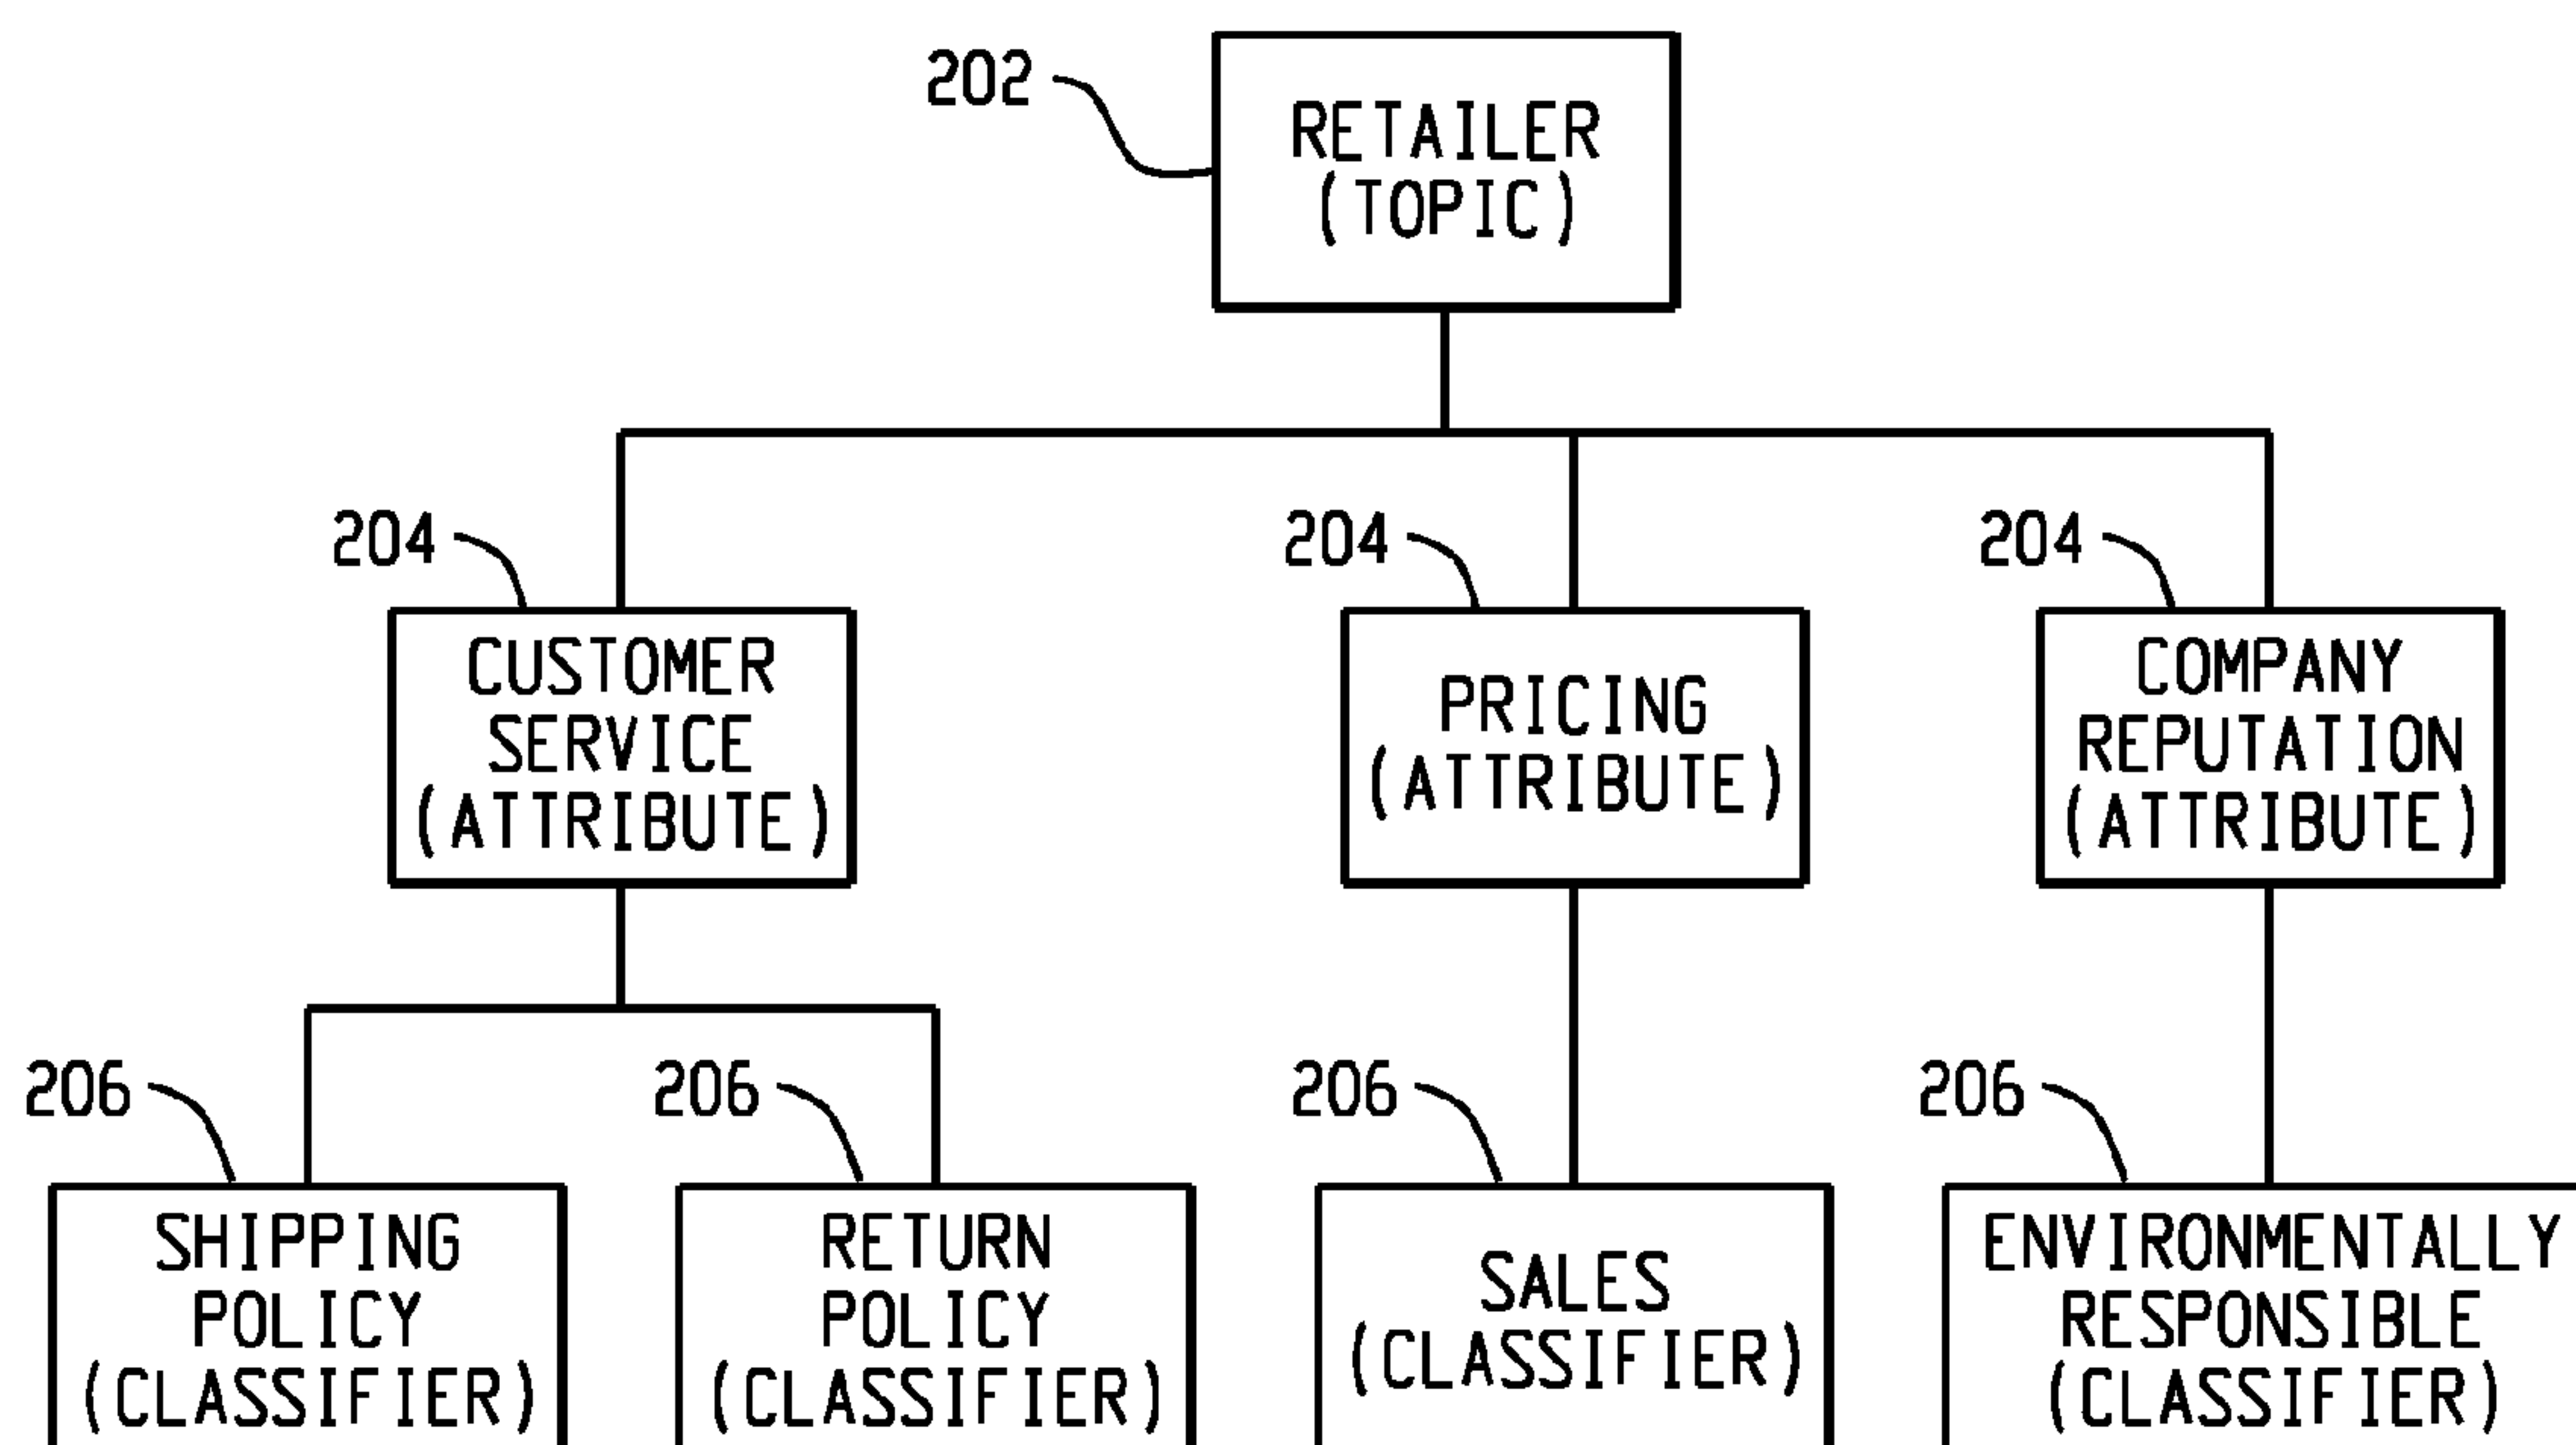 202
RETAILER
(TOPIC)
204
204
204
CUSTOMER
SERVICE
(ATTRIBUTE)
PRICING
(ATTRIBUTE)
COMPANY
REPUTATION
(ATTRIBUTE)
206
206
206
206
SHIPPING
POLICY
(CLASSIFIER)
RETURN
POLICY
(CLASSIFIER)
SALES
(CLASSIFIER)
ENVIRONMENTALLY
RESPONSIBLE
(CLASSIFIER)